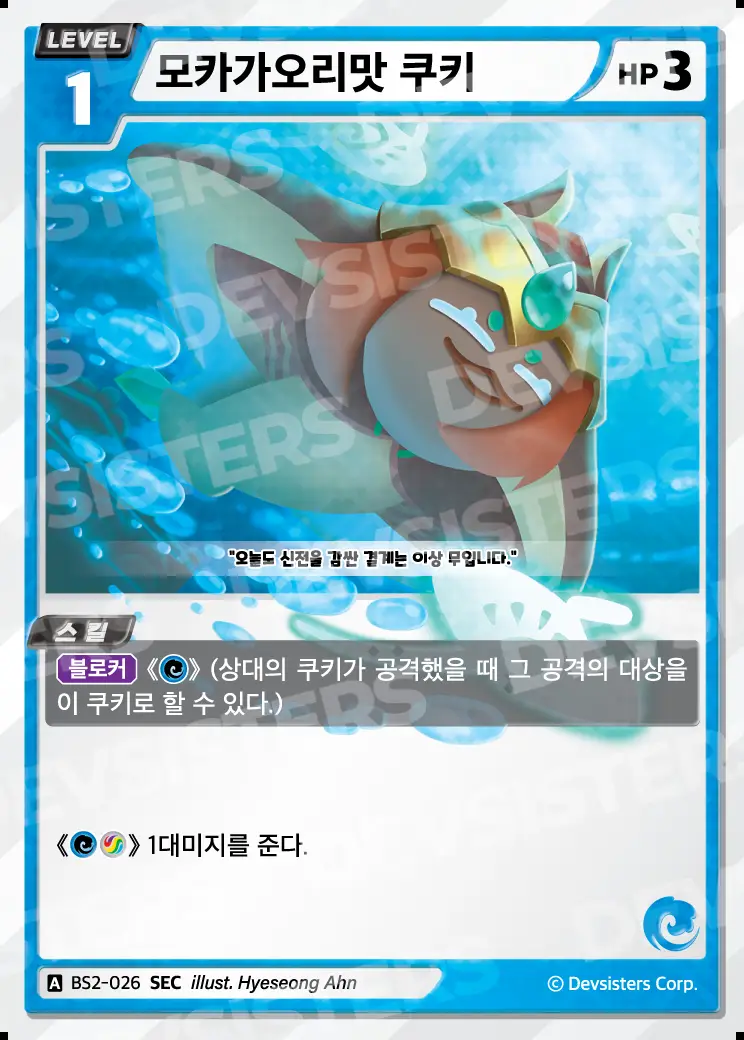 LEVEL
1
모카가오리맛 쿠키
HP 3
"오늘도 신전을 감싼 결계는 이상 무입니다."
스킬
블로커 《》 (상대의 쿠키가 공격했을 때 그 공격의 대상을
이 쿠키로 할 수 있다.)
《》 1대미지를 준다.
A BS2-026 SEC illust. Hyeseong Ahn
© Devsisters Corp.
DEVSISTERS